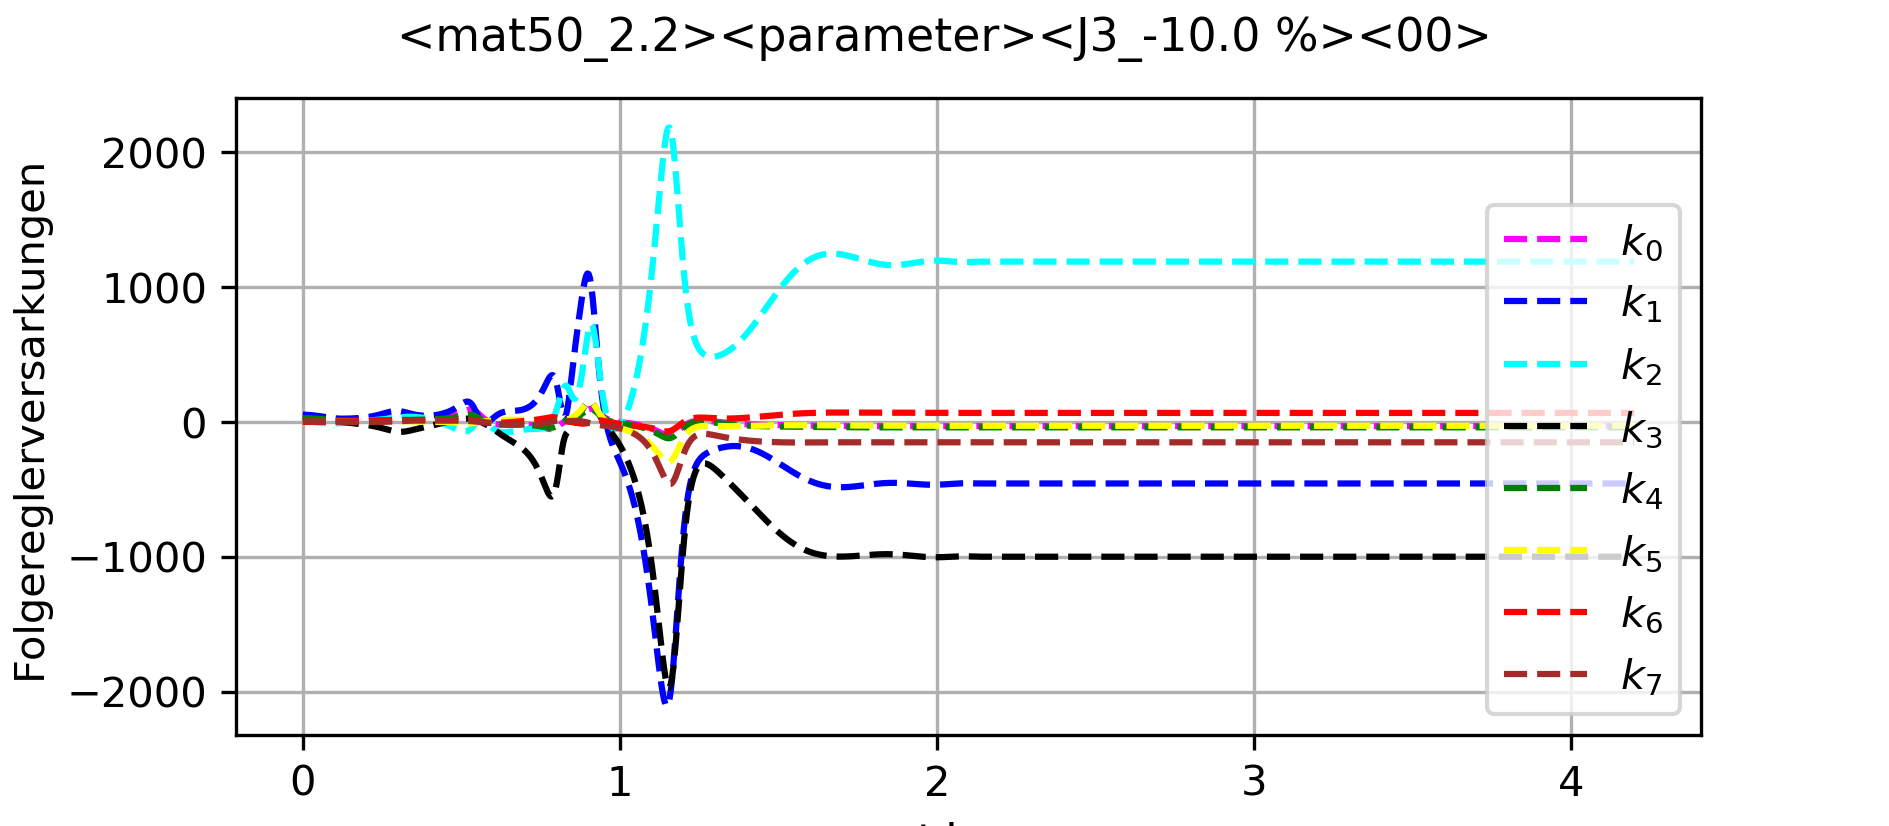 <mat50_2.2><parameter><J3_-10.0 %><00>
Folgereglerversarkungen
2000
1000
0
−1000
−2000
0 1 2 3 4
k0
k1
k2
k3
k4
k5
k6
k7